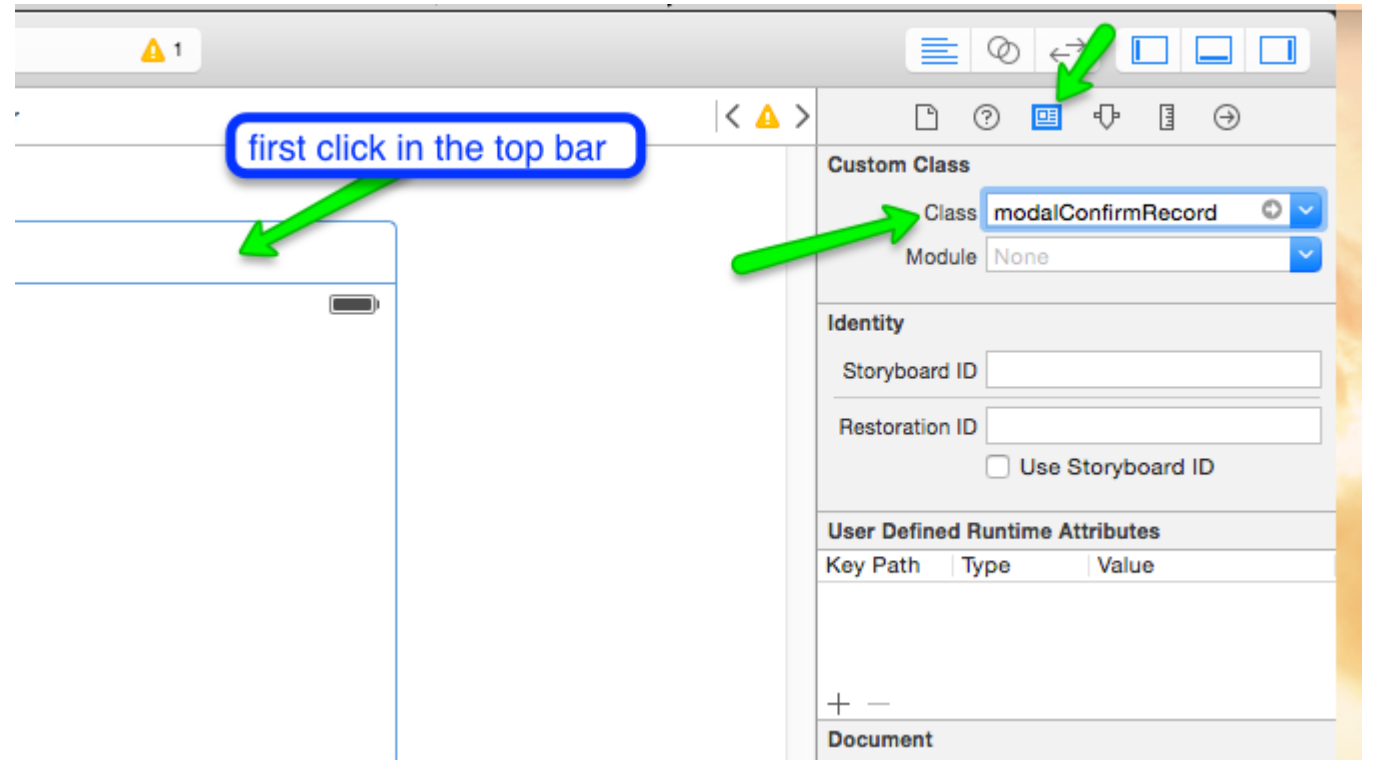 1
first click in the top bar
Custom Class
Class modalConfirmRecord
Module None
Identity
Storyboard ID
Restoration ID
Use Storyboard ID
User Defined Runtime Attributes
Key Path Type Value
Document